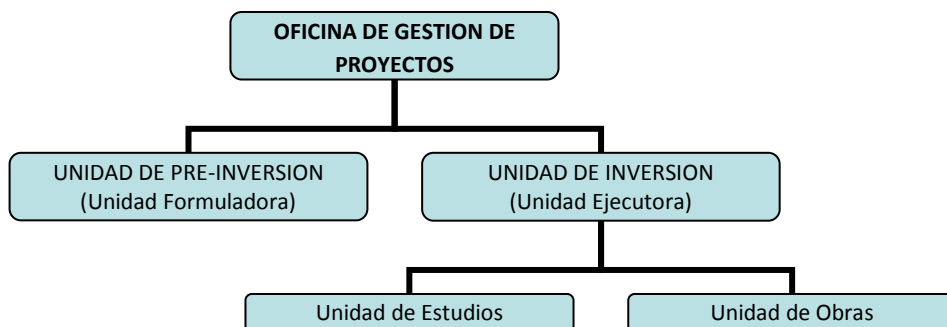 OFICINA DE GESTION DE
PROYECTOS
UNIDAD DE PRE-INVERSION
(Unidad Formuladora)
UNIDAD DE INVERSION
(Unidad Ejecutora)
Unidad de Estudios
Unidad de Obras